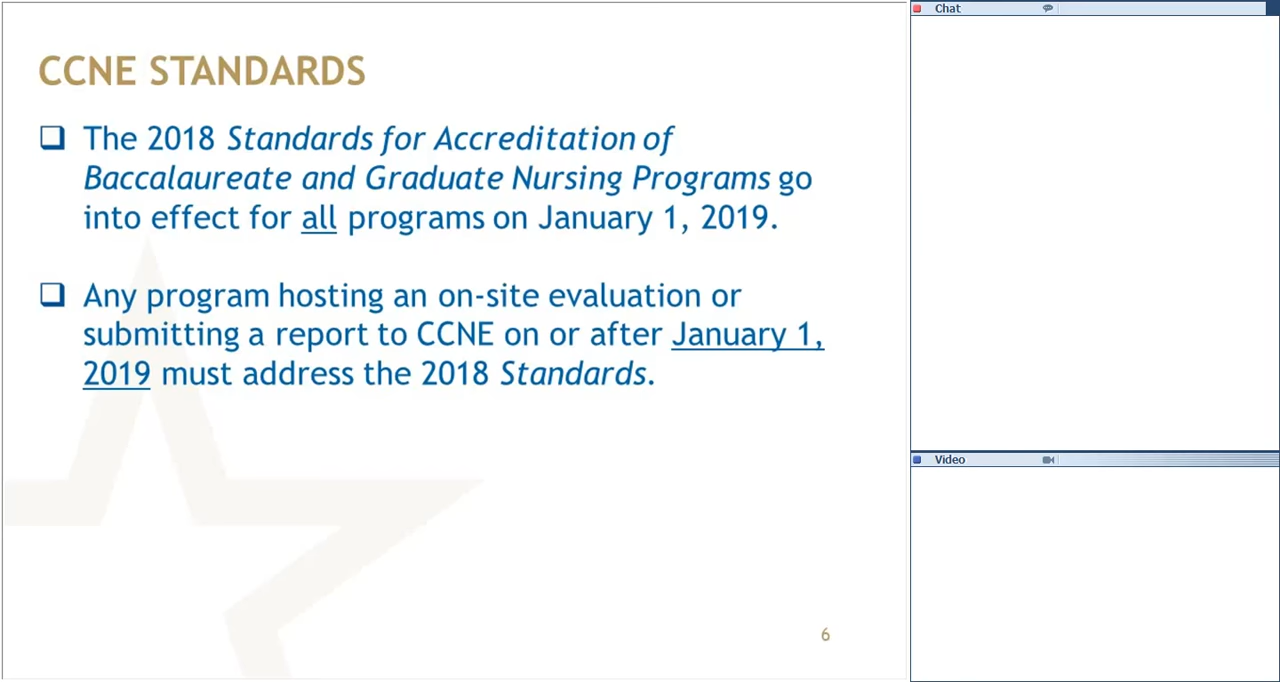 CCNE STANDARDS
The 2018 Standards for Accreditation of
Baccalaureate and Graduate Nursing Programs go
into effect for all programs on January 1, 2019.
Any program hosting an on-site evaluation or
submitting a report to CCNE on or after January 1,
2019 must address the 2018 Standards.
6
Chat
Video